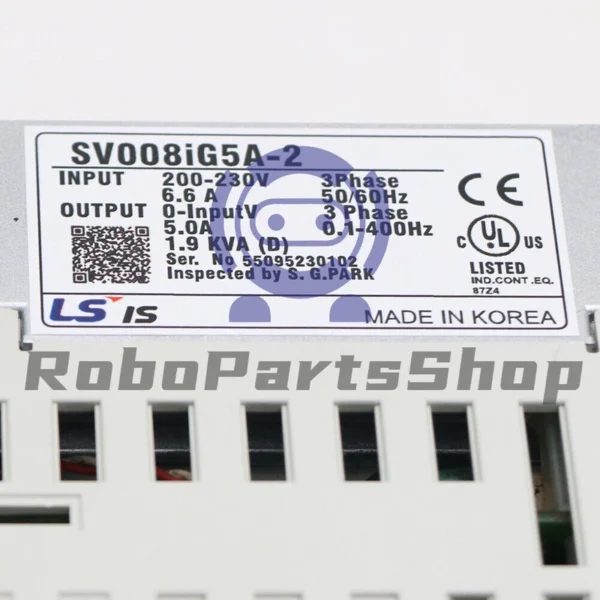 SV008iG5A-2
INPUT 200-230V 3Phase
6.6 A 50/60Hz
OUTPUT 0-InputV 3 Phase
5.0A 0.1-400Hz
1.9 KVA (D)
Ser. No 55095230102
Inspected by S. G.PARK
CE
C UL US
LISTED
IND.CONT.EQ.
87Z4
LS IS
MADE IN KOREA
RoboPartsShop